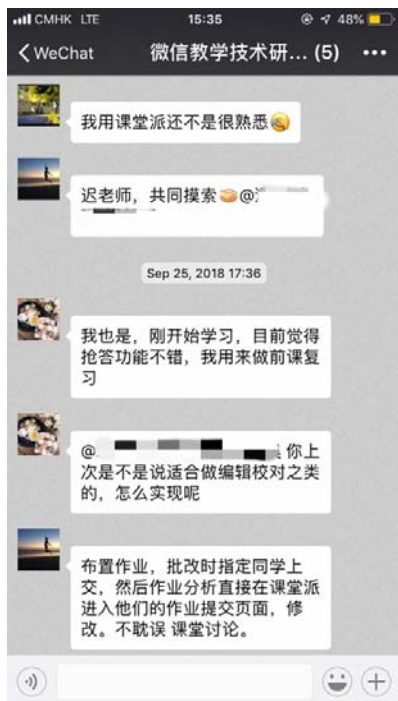 CMHK LTE 15:35 48%
WeChat 微信教学技术研... (5)
我用课堂派还不是很熟悉
迟老师，共同摸索 @
Sep 25, 2018 17:36
我也是，刚开始学习，目前觉得
抢答功能不错，我用来做前课复
习
@ 你上
次是不是说适合做编辑校对之类
的，怎么实现呢
布置作业，批改时指定同学上
交，然后作业分析直接在课堂派
进入他们的作业提交页面，修
改。不耽误 课堂讨论。